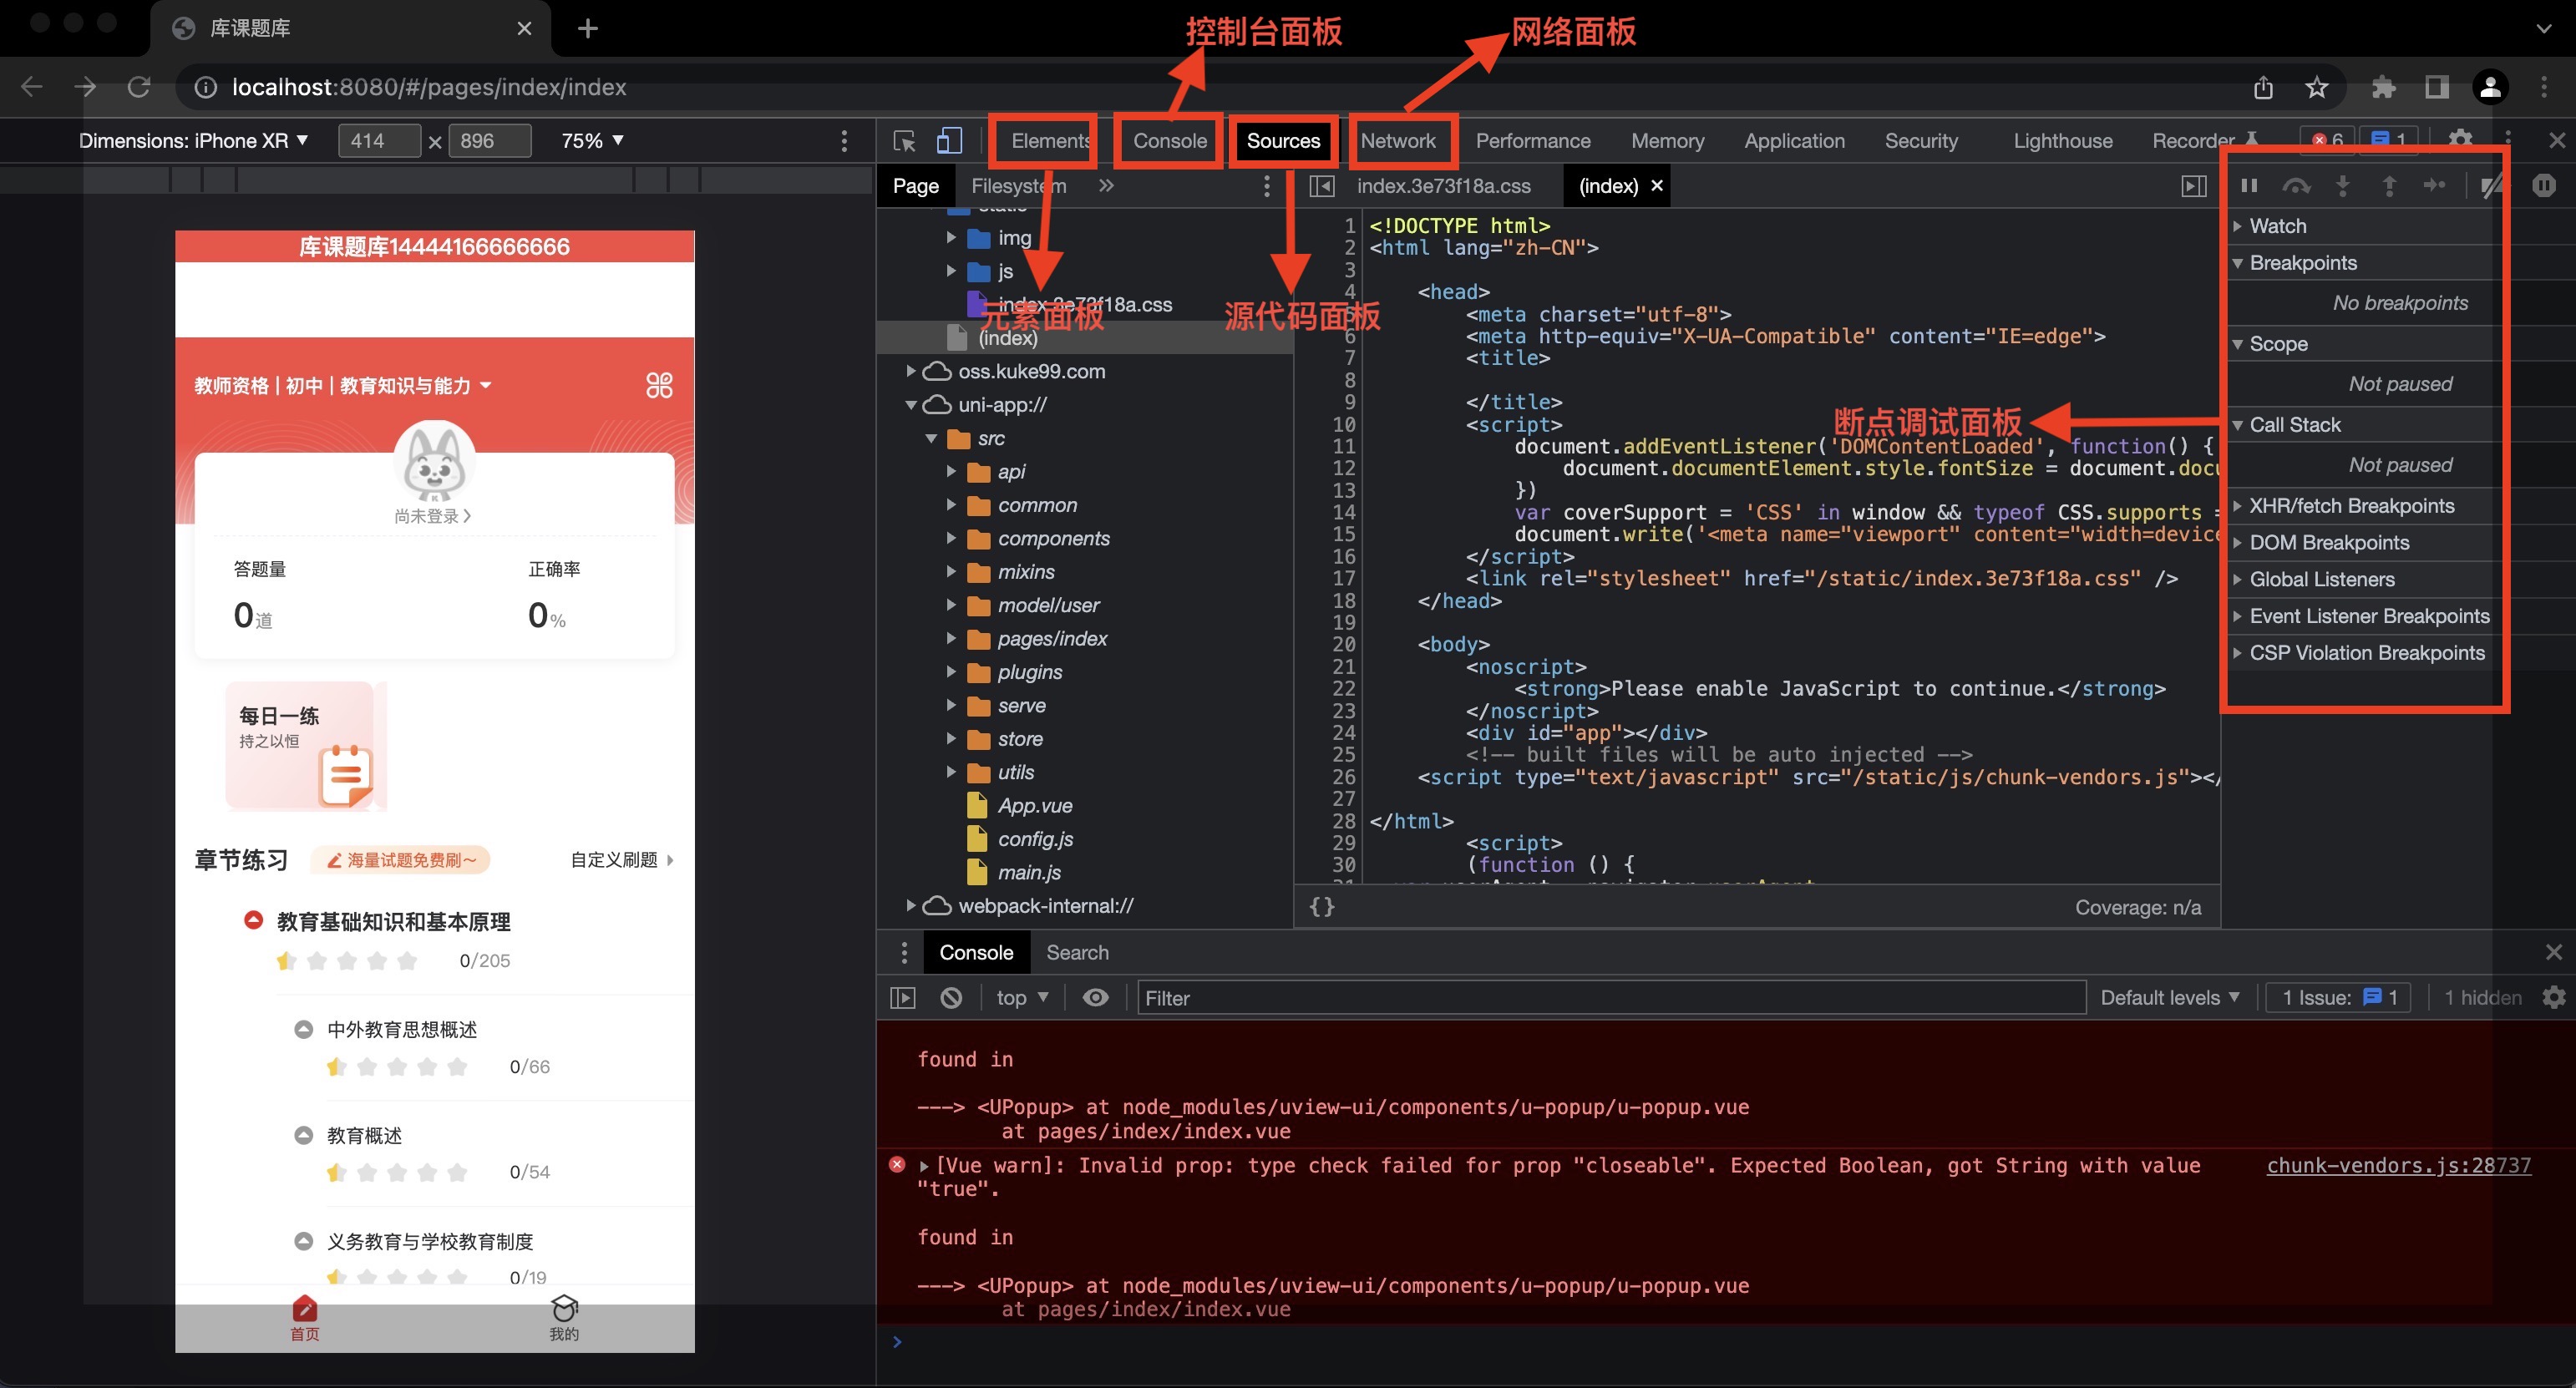 库课题库
控制台面板
网络面板
localhost:8080/#/pages/index/index
Dimensions: iPhone XR
414 × 896
75%
Elements
Console
Sources
Network
Performance
Memory
Application
Security
Lighthouse
Recorder
6
1
Page
Filesystem
index.3e73f18a.css
(index)
库课题库14444166666666
教师资格 | 初中 | 教育知识与能力
尚未登录
答题量
正确率
0道
0%
每日一练
持之以恒
章节练习
海量试题免费刷～
自定义刷题
教育基础知识和基本原理
0/205
中外教育思想概述
0/66
教育概述
0/54
义务教育与学校教育制度
0/19
首页
我的
static
img
js
index.3e73f18a.css
元素面板
源代码面板
(index)
oss.kuke99.com
uni-app://
src
api
common
components
mixins
model/user
pages/index
plugins
serve
store
utils
App.vue
config.js
main.js
webpack-internal://
1 <!DOCTYPE html>
2 <html lang="zh-CN">
3
4 <head>
<meta charset="utf-8">
6 <meta http-equiv="X-UA-Compatible" content="IE=edge">
7 <title>
8
9 </title>
10 <script>
11 document.addEventListener('DOMContentLoaded', function() {
12 document.documentElement.style.fontSize = document.docu
13 })
14 var coverSupport = 'CSS' in window && typeof CSS.supports =
15 document.write('<meta name="viewport" content="width=device
16 </script>
17 <link rel="stylesheet" href="/static/index.3e73f18a.css" />
18 </head>
19
20 <body>
21 <noscript>
22 <strong>Please enable JavaScript to continue.</strong>
23 </noscript>
24 <div id="app"></div>
25 <!-- built files will be auto injected -->
26 <script type="text/javascript" src="/static/js/chunk-vendors.js"></
27
28 </html>
29 <script>
30 (function () {
{}
Coverage: n/a
断点调试面板
Watch
Breakpoints
No breakpoints
Scope
Not paused
Call Stack
Not paused
XHR/fetch Breakpoints
DOM Breakpoints
Global Listeners
Event Listener Breakpoints
CSP Violation Breakpoints
Console
Search
top
Filter
Default levels
1 Issue: 1
1 hidden
found in
---> <UPopup> at node_modules/uview-ui/components/u-popup/u-popup.vue
at pages/index/index.vue
[Vue warn]: Invalid prop: type check failed for prop "closeable". Expected Boolean, got String with value
chunk-vendors.js:28737
"true".
found in
---> <UPopup> at node_modules/uview-ui/components/u-popup/u-popup.vue
at pages/index/index.vue